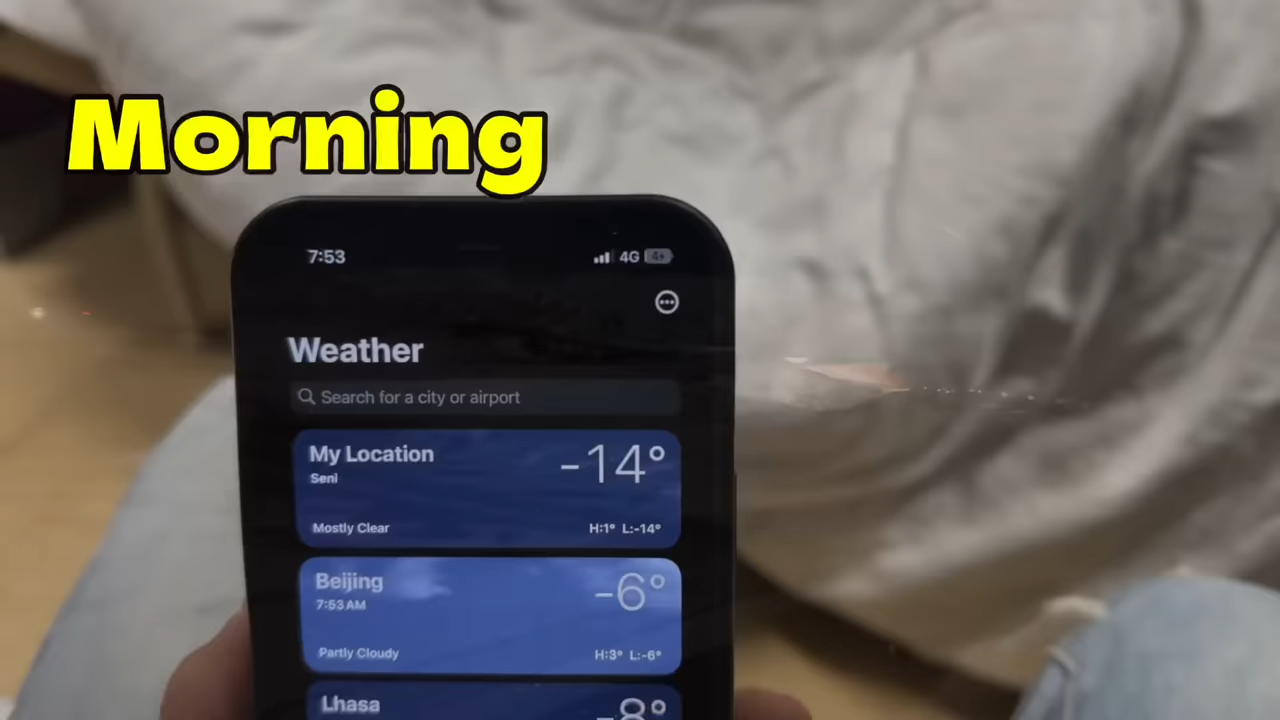 Morning
7:53
4G
Weather
Search for a city or airport
My Location
-14°
Seni
Mostly Clear
H:1° L:-14°
Beijing
-6°
7:53 AM
Partly Cloudy
H:3° L:-6°
Lhasa
-8°